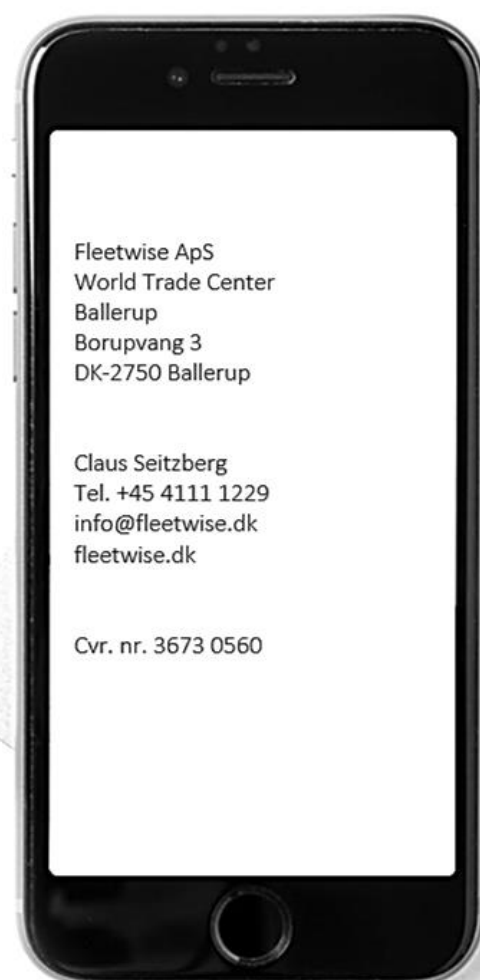 Fleetwise ApS
World Trade Center
Ballerup
Borupvang 3
DK-2750 Ballerup
Claus Seitzberg
Tel. +45 4111 1229
info@fleetwise.dk
fleetwise.dk
Cvr. nr. 3673 0560